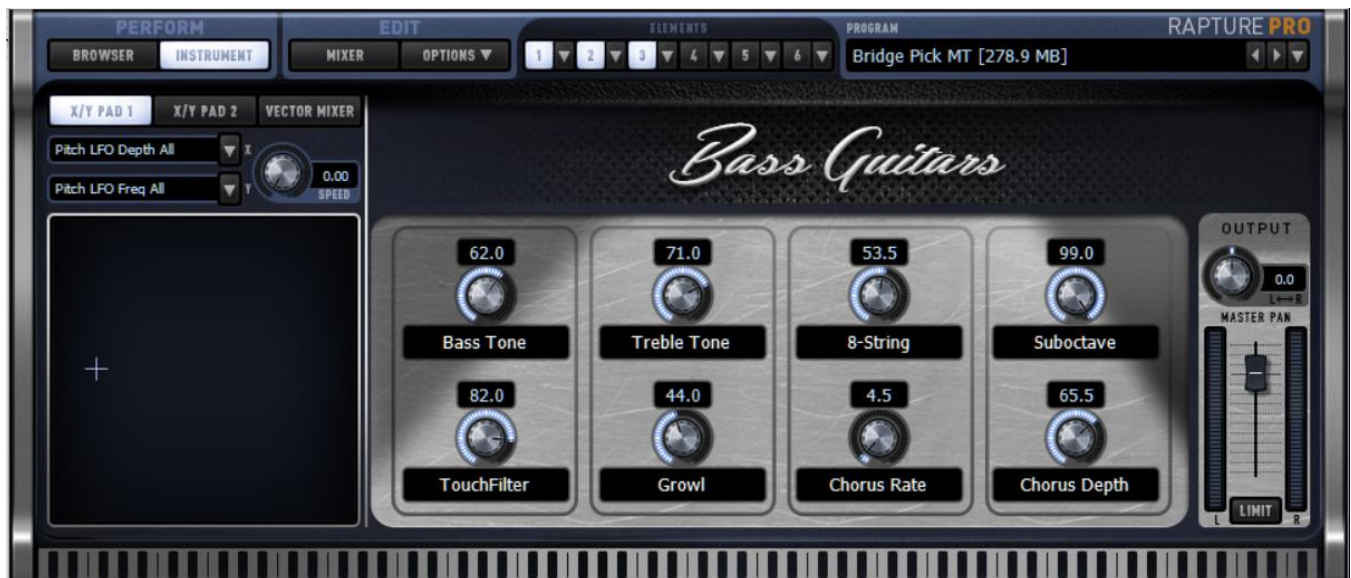 PERFORM
EDIT
ELEMENTS
PROGRAM
RAPTURE PRO
BROWSER
INSTRUMENT
MIXER
OPTIONS
1
2
3
4
5
6
Bridge Pick MT [278.9 MB]
X/Y PAD 1
X/Y PAD 2
VECTOR MIXER
Pitch LFO Depth All
X
Pitch LFO Freq All
Y
0.00
SPEED
Bass Guitars
62.0
71.0
53.5
99.0
Bass Tone
Treble Tone
8-String
Suboctave
82.0
44.0
4.5
65.5
TouchFilter
Growl
Chorus Rate
Chorus Depth
OUTPUT
0.0
L↔R
MASTER PAN
L
LIMIT
R